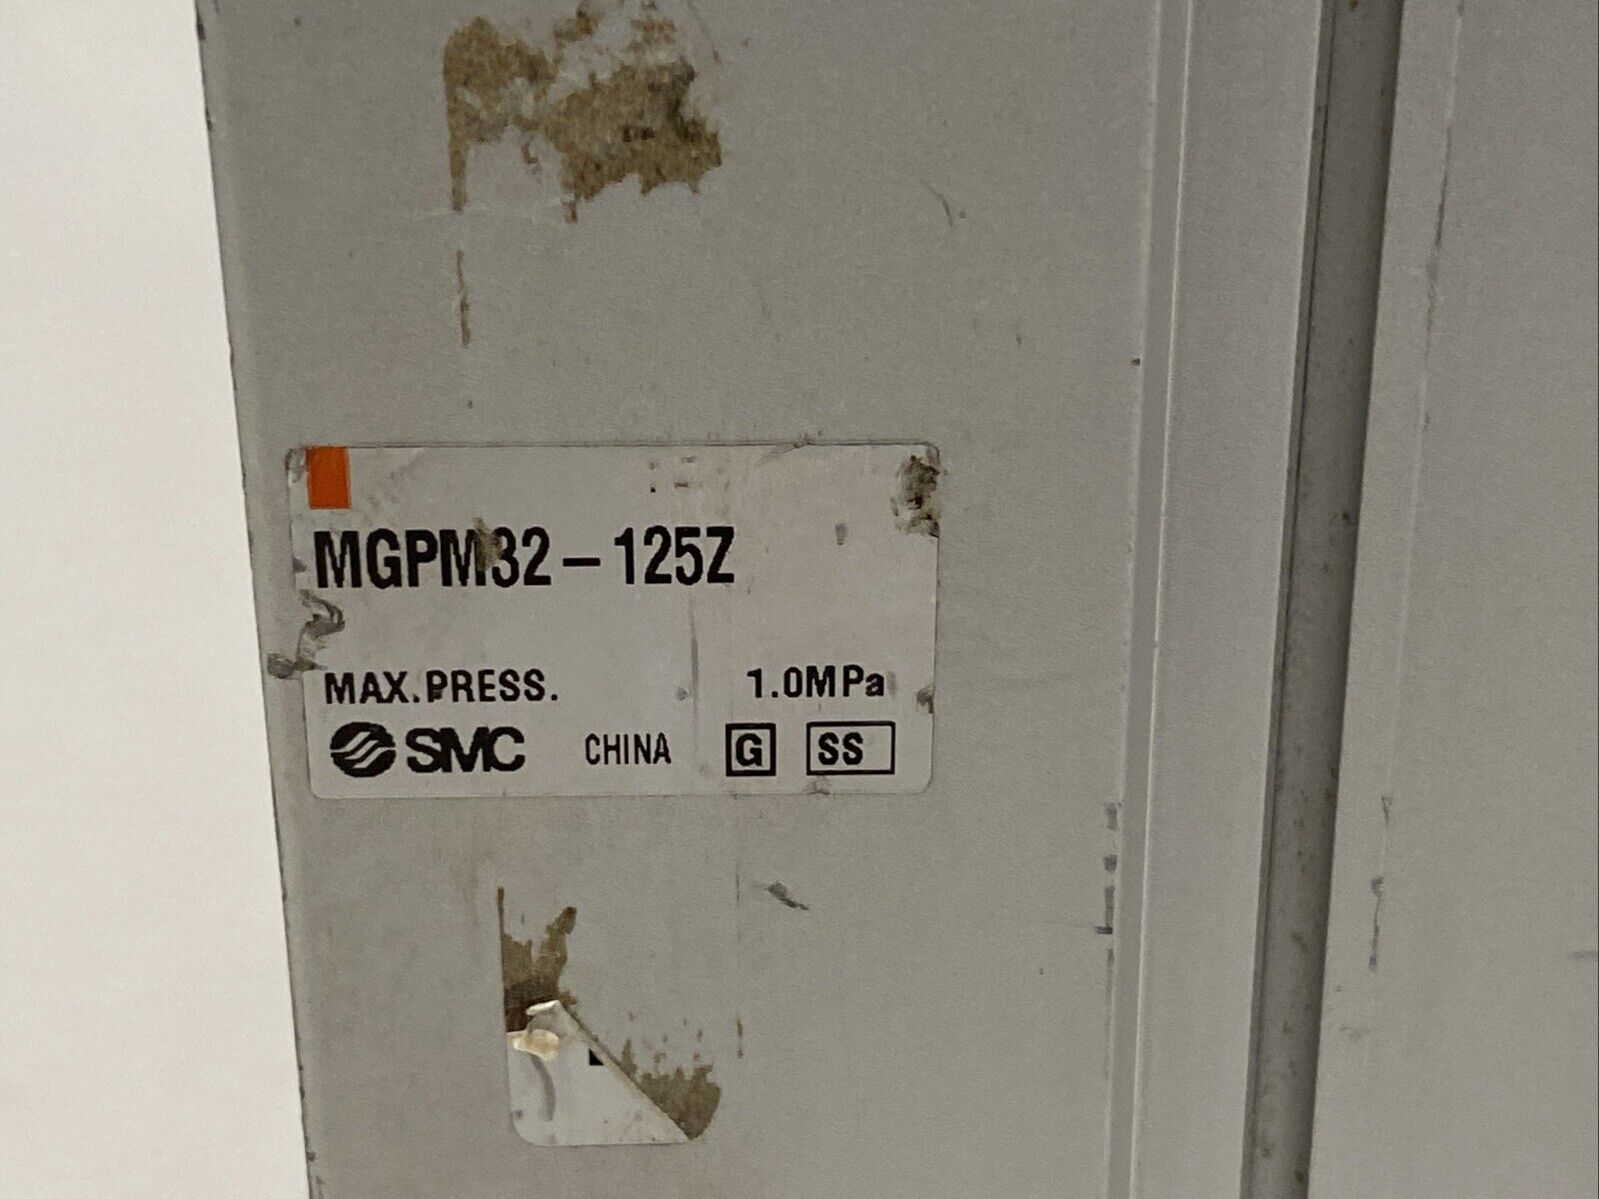 MGPM32-125Z
MAX.PRESS. 1.0MPa
SMC CHINA G SS